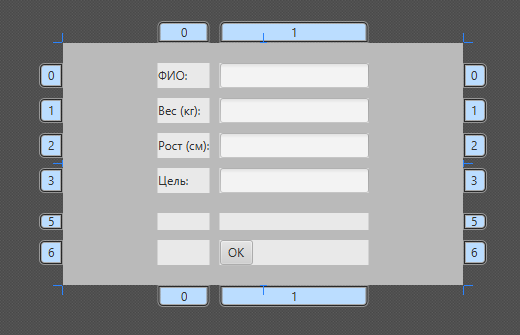 0 1
0 ФИО: 0
1 Вес (кг): 1
2 Рост (см): 2
3 Цель: 3
5 5
6 OK 6
0 1